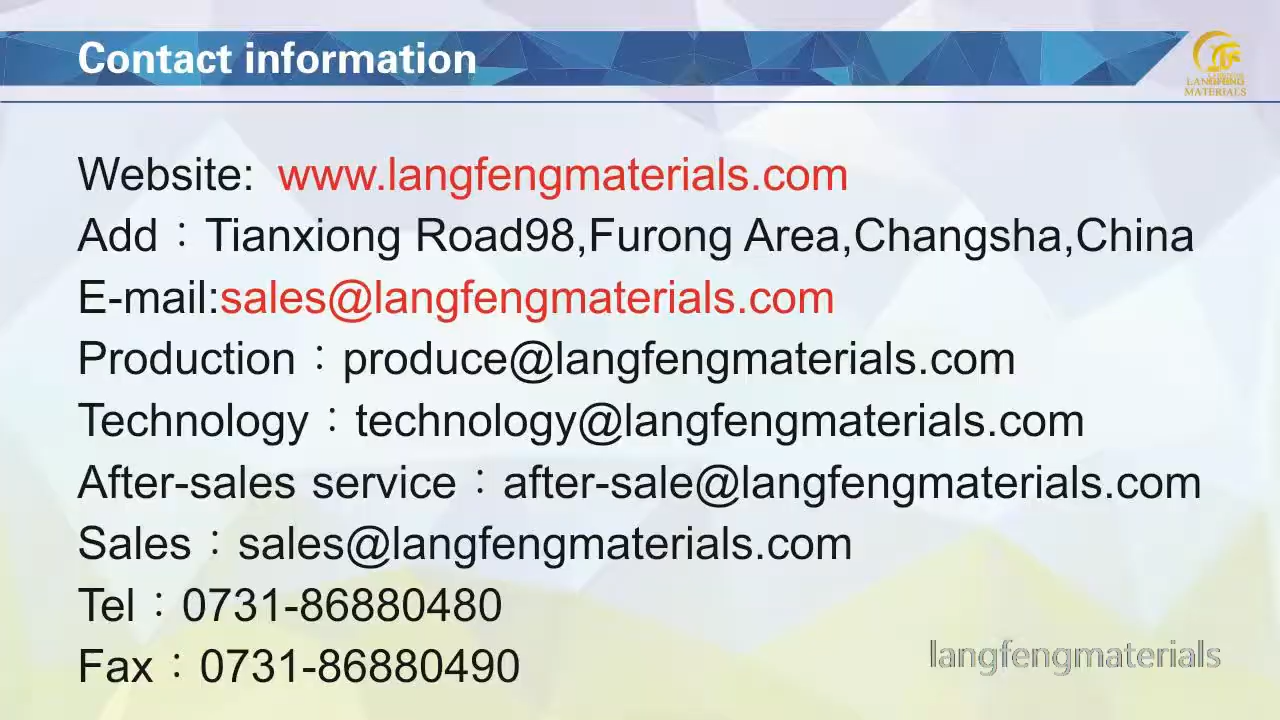 Contact information
LANGFENG
MATERIALS
Website: www.langfengmaterials.com
Add：Tianxiong Road98,Furong Area,Changsha,China
E-mail:sales@langfengmaterials.com
Production：produce@langfengmaterials.com
Technology：technology@langfengmaterials.com
After-sales service：after-sale@langfengmaterials.com
Sales：sales@langfengmaterials.com
Tel：0731-86880480
Fax：0731-86880490
langfengmaterials